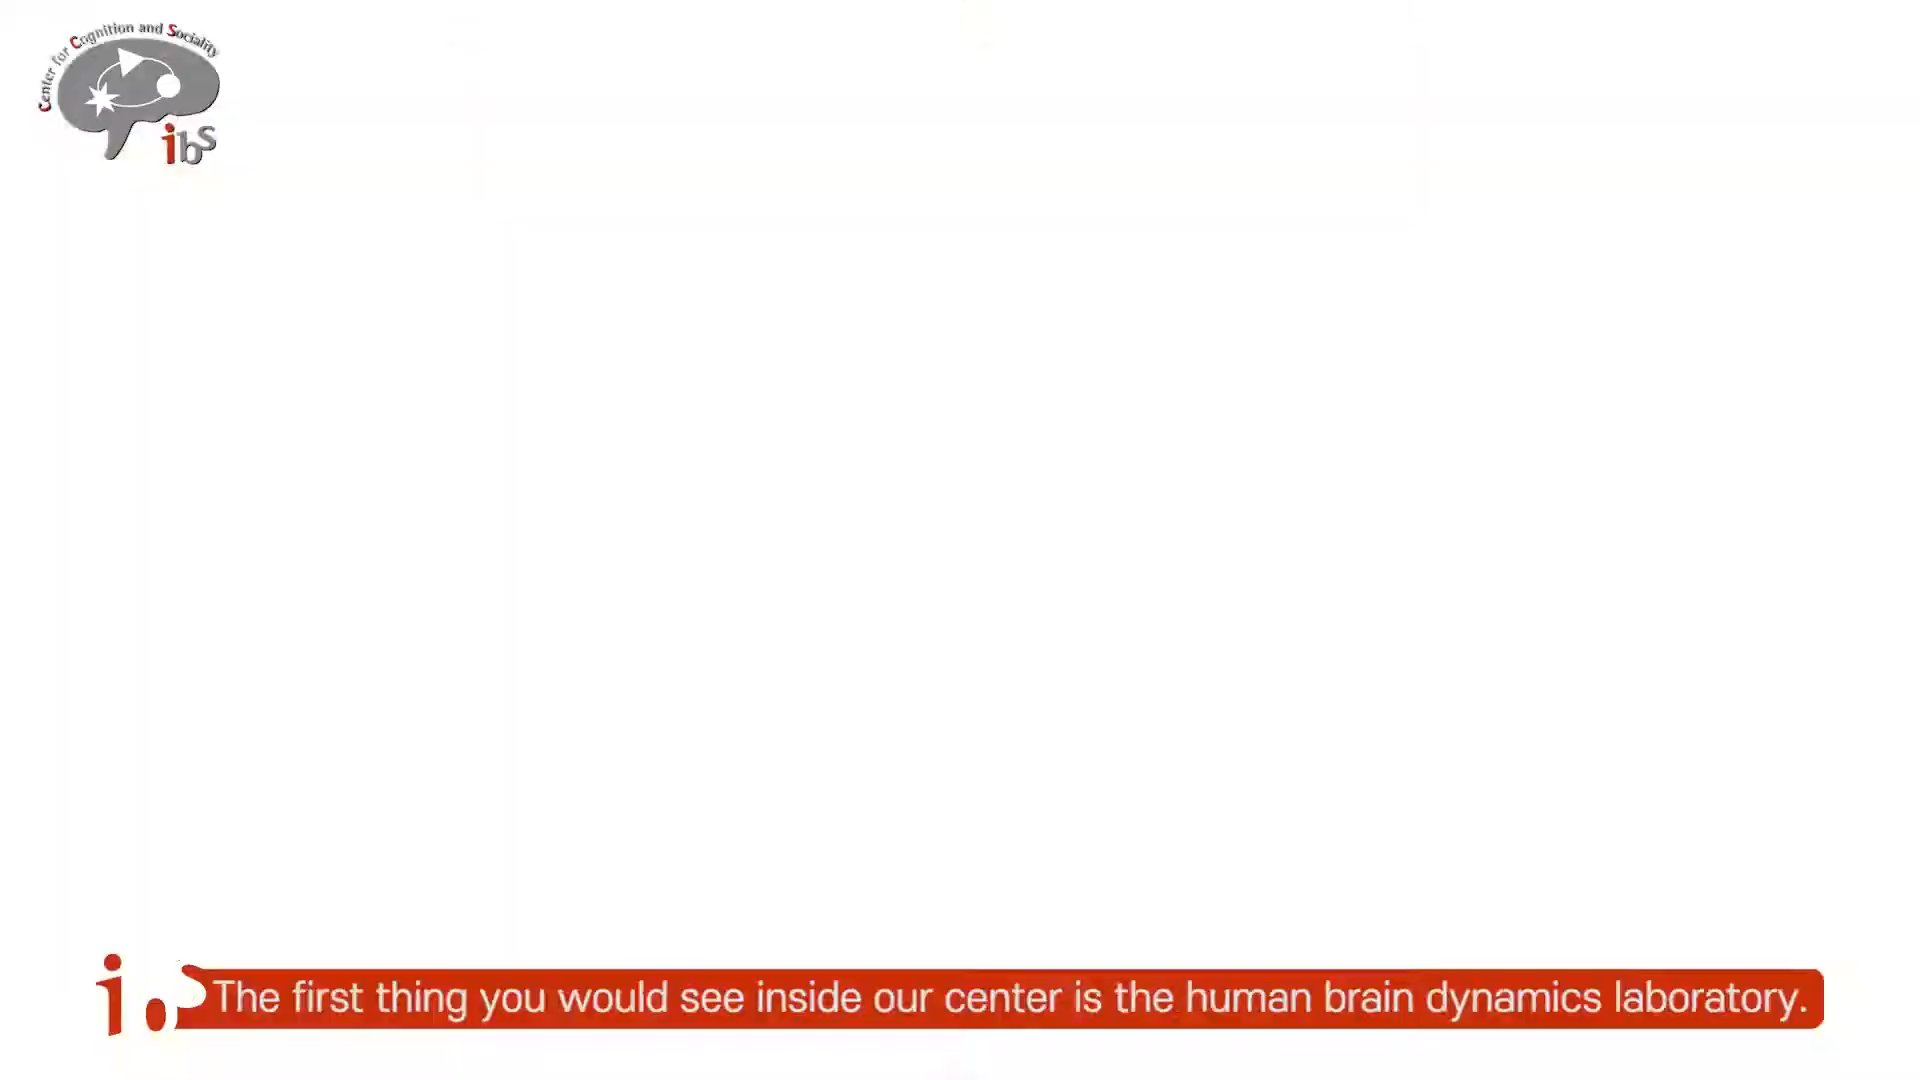 Center for Cognition and Sociality
ibs
ibs The first thing you would see inside our center is the human brain dynamics laboratory.